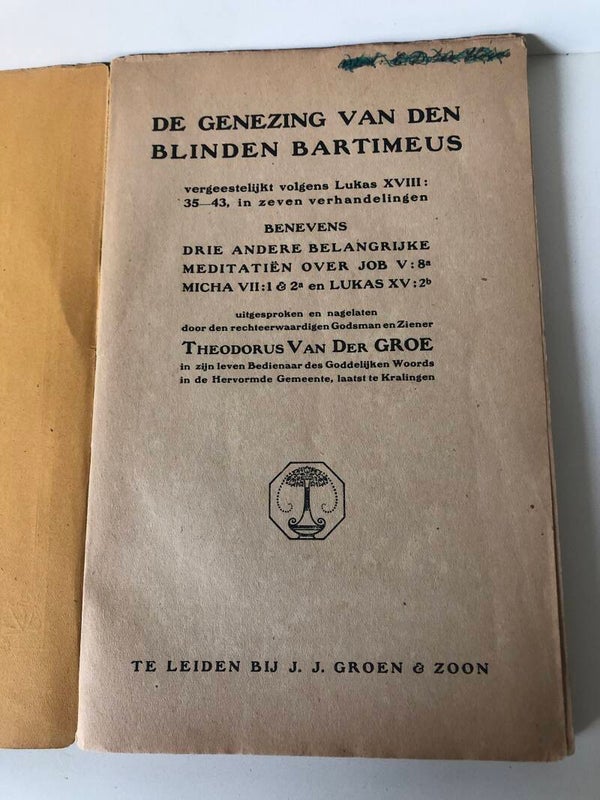 DE GENEZING VAN DEN
BLINDEN BARTIMEUS
vergeestelijkt volgens Lukas XVIII:
35—43, in zeven verhandelingen
BENEVENS
DRIE ANDERE BELANGRIJKE
MEDITATIËN OVER JOB V:8ª
MICHA VII:1 & 2ª en LUKAS XV:2ᵇ
uitgesproken en nagelaten
door den rechteerwaardigen Godsman en Ziener
THEODORUS VAN DER GROE
in zijn leven Bedienaar des Goddelijken Woords
in de Hervormde Gemeente, laatst te Kralingen
TE LEIDEN BIJ J. J. GROEN & ZOON